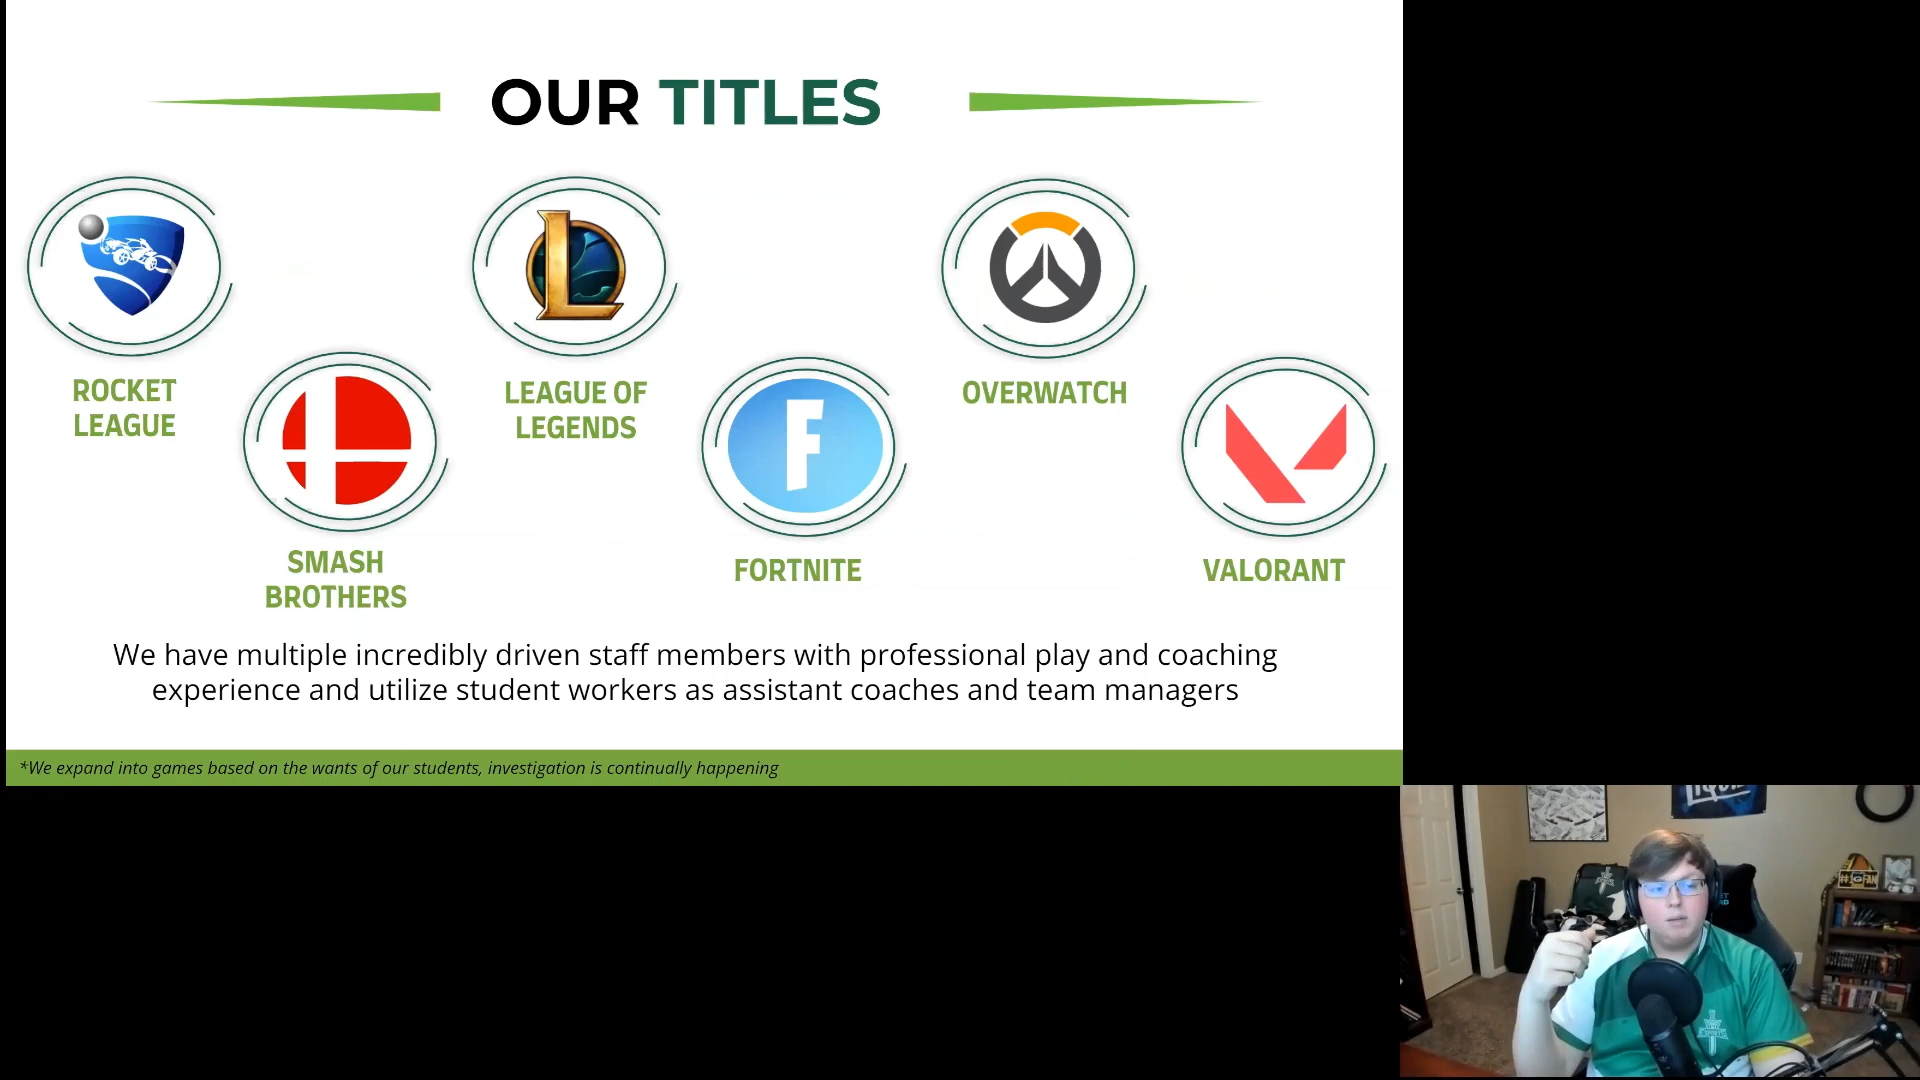 OUR TITLES
ROCKET
LEAGUE
SMASH
BROTHERS
LEAGUE OF
LEGENDS
FORTNITE
OVERWATCH
VALORANT
We have multiple incredibly driven staff members with professional play and coaching
experience and utilize student workers as assistant coaches and team managers
*We expand into games based on the wants of our students, investigation is continually happening
#1 G FAN